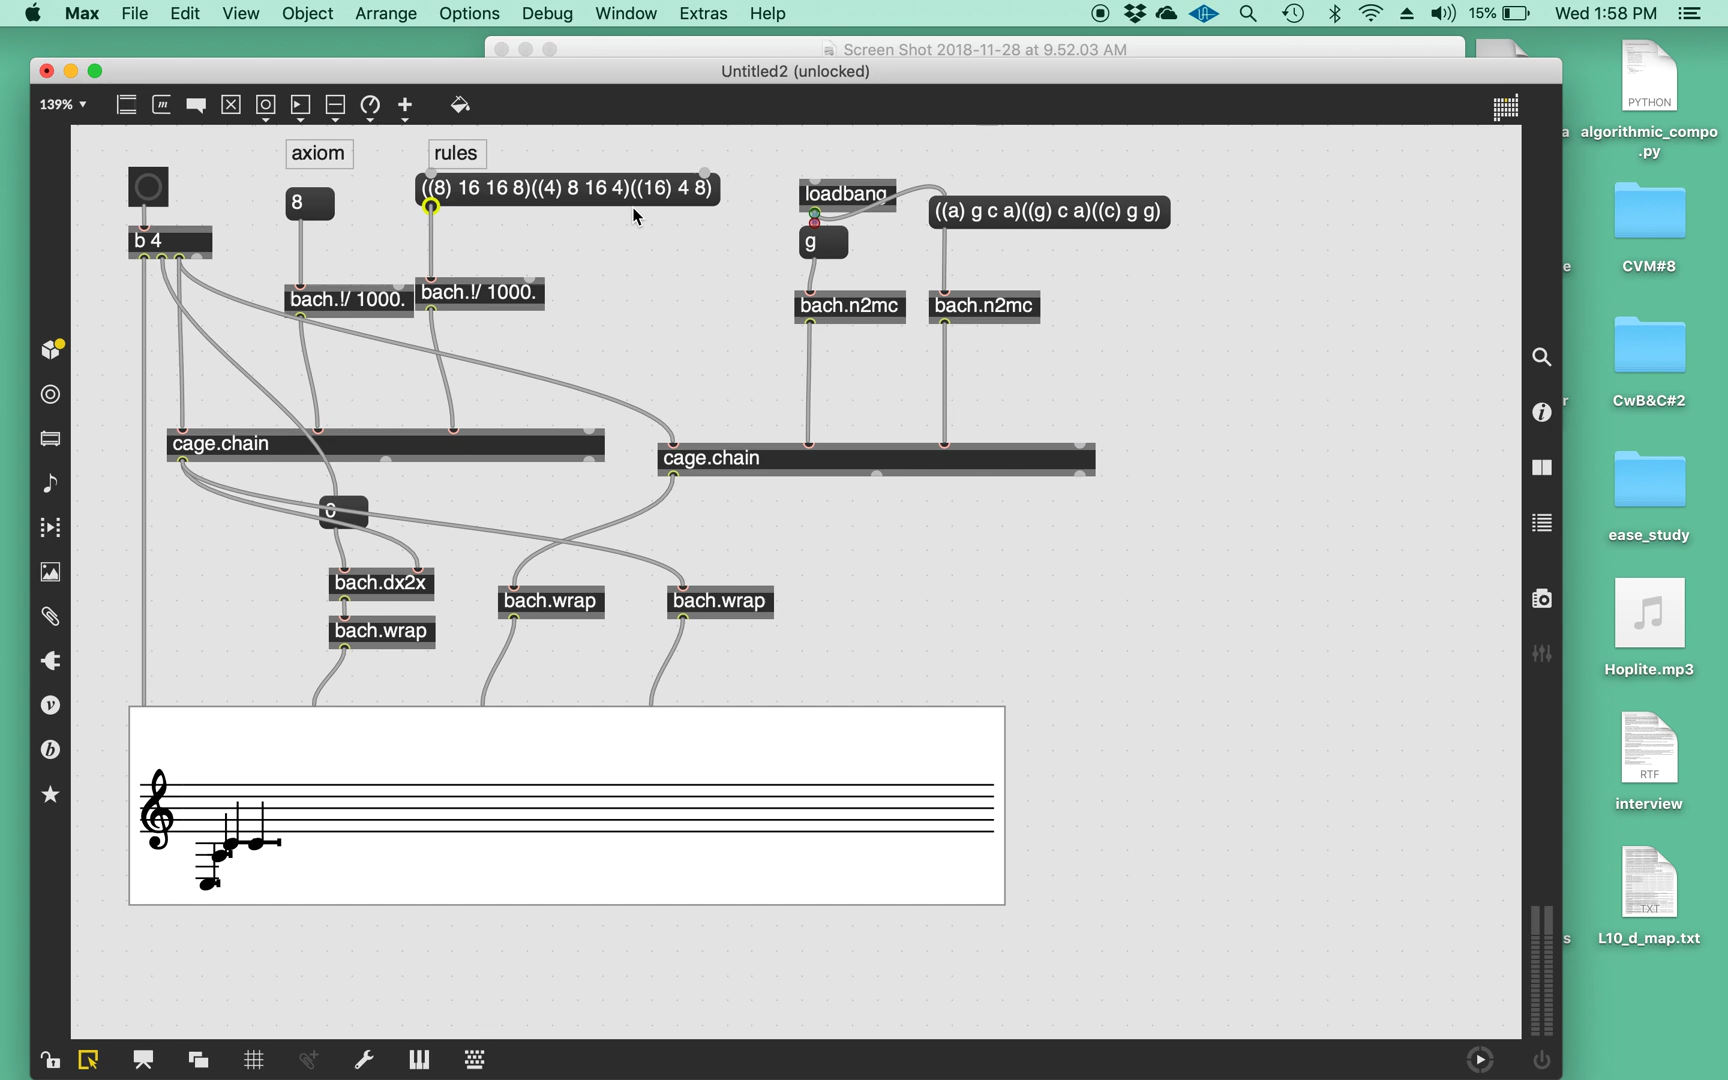 Max File Edit View Object Arrange Options Debug Window Extras Help 15% Wed 1:58 PM
Screen Shot 2018-11-28 at 9.52.03 AM
Untitled2 (unlocked)
139%
m
axiom
rules
8
((8) 16 16 8)((4) 8 16 4)((16) 4 8)
loadbang
((a) g c a)((g) c a)((c) g g)
b 4
g
bach.!/ 1000.
bach.!/ 1000.
bach.n2mc
bach.n2mc
cage.chain
cage.chain
0
bach.dx2x
bach.wrap
bach.wrap
bach.wrap
PYTHON
a
algorithmic_compo
.py
e
CVM#8
r
CwB&C#2
ease_study
Hoplite.mp3
RTF
interview
TXT
s
L10_d_map.txt
i
v
b